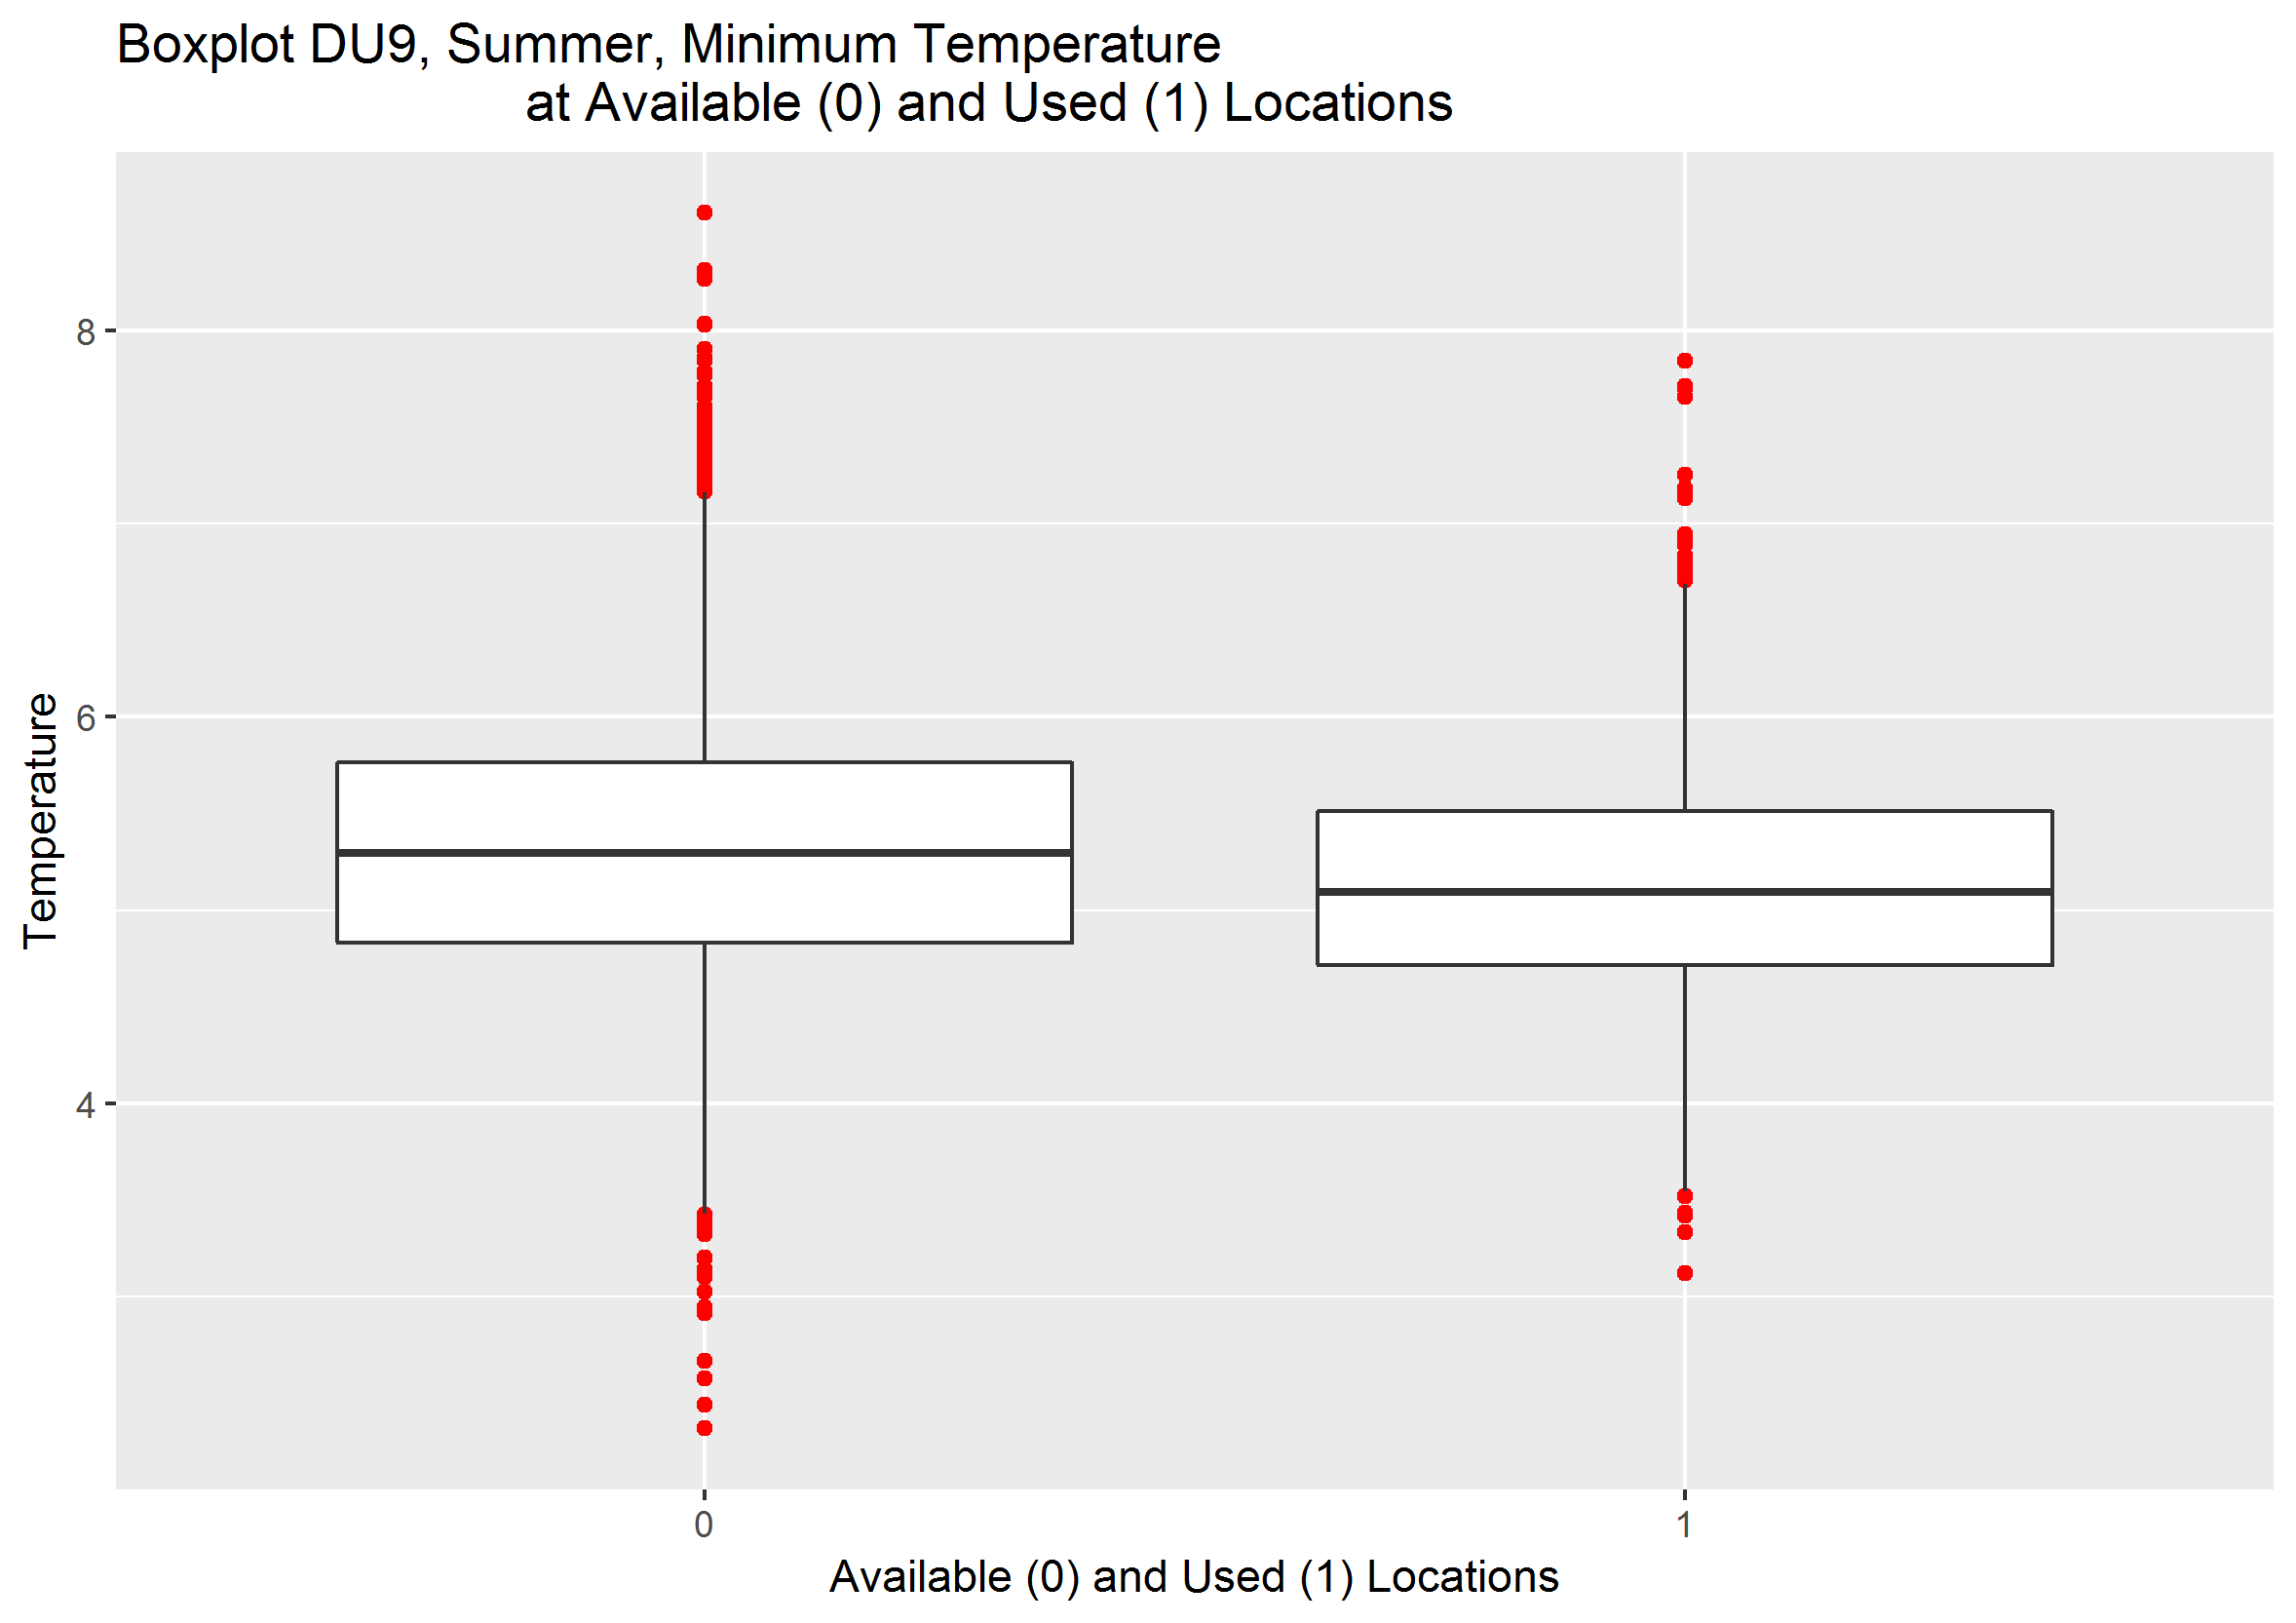 Boxplot DU9, Summer, Minimum Temperature
at Available (0) and Used (1) Locations
8
6
4
Temperature
0
1
Available (0) and Used (1) Locations